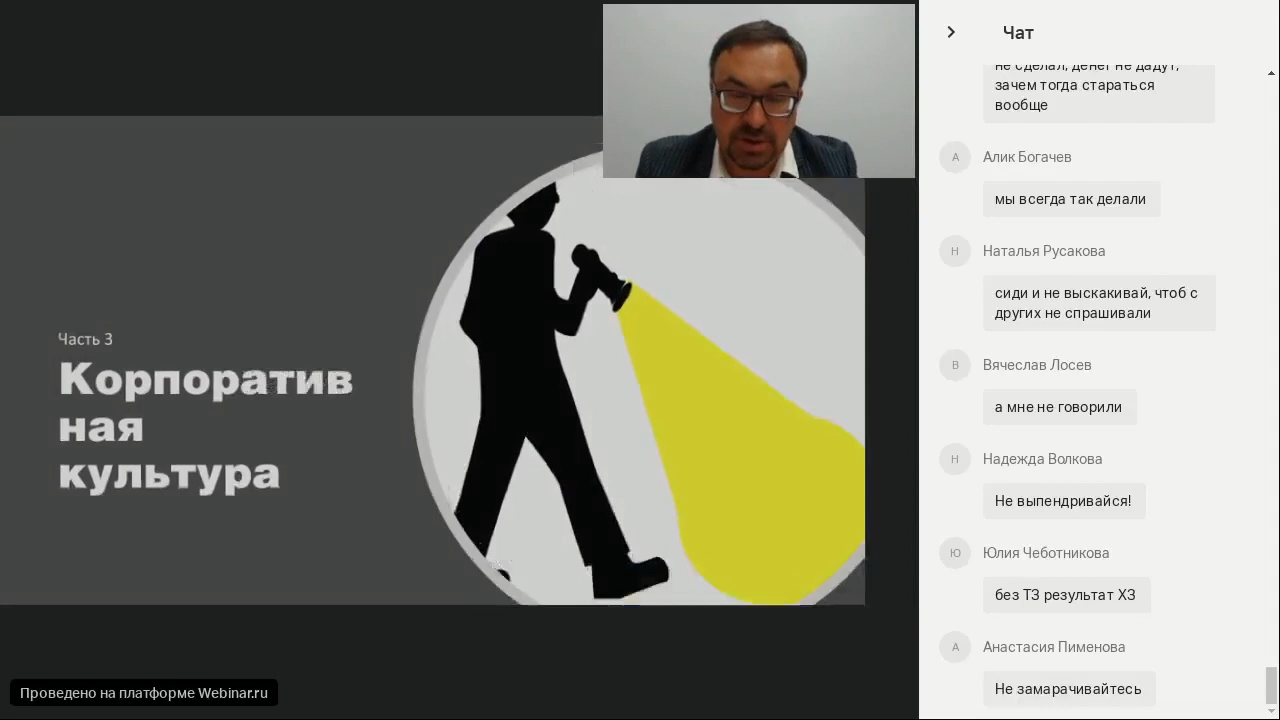 Часть 3
Корпоратив
ная
культура
Проведено на платформе Webinar.ru
Чат
не сделал, денег не дадут,
зачем тогда стараться
вообще
А
Алик Богачев
мы всегда так делали
Н
Наталья Русакова
сиди и не выскакивай, чтоб с
других не спрашивали
В
Вячеслав Лосев
а мне не говорили
Н
Надежда Волкова
Не выпендривайся!
Ю
Юлия Чеботникова
без ТЗ результат ХЗ
А
Анастасия Пименова
Не замарачивайтесь